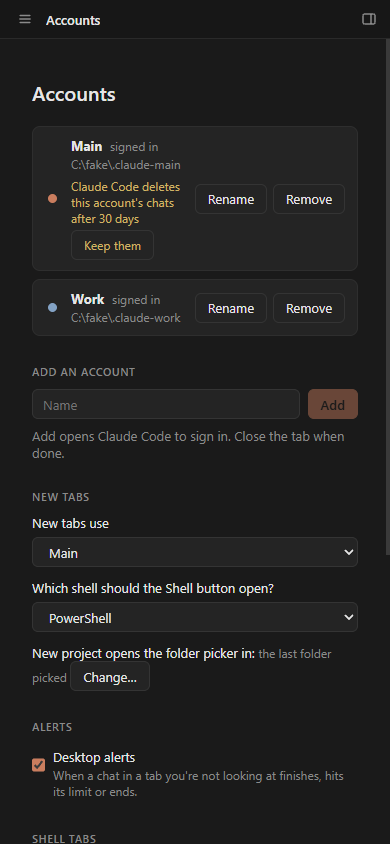 Accounts
Accounts
Main signed in
C:\fake\.claude-main
Claude Code deletes
this account's chats
after 30 days
Keep them
Rename
Remove
Work signed in
C:\fake\.claude-work
Rename
Remove
ADD AN ACCOUNT
Name
Add
Add opens Claude Code to sign in. Close the tab when
done.
NEW TABS
New tabs use
Main
Which shell should the Shell button open?
PowerShell
New project opens the folder picker in: the last folder
picked Change...
ALERTS
Desktop alerts
When a chat in a tab you're not looking at finishes, hits
its limit or ends.
SHELL TABS